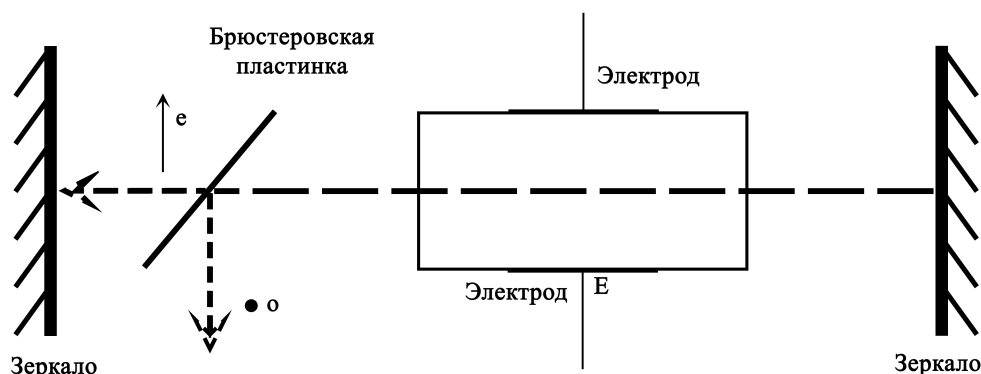 Брюстеровская
пластинка
Электрод
е
Электрод E
о
Зеркало
Зеркало